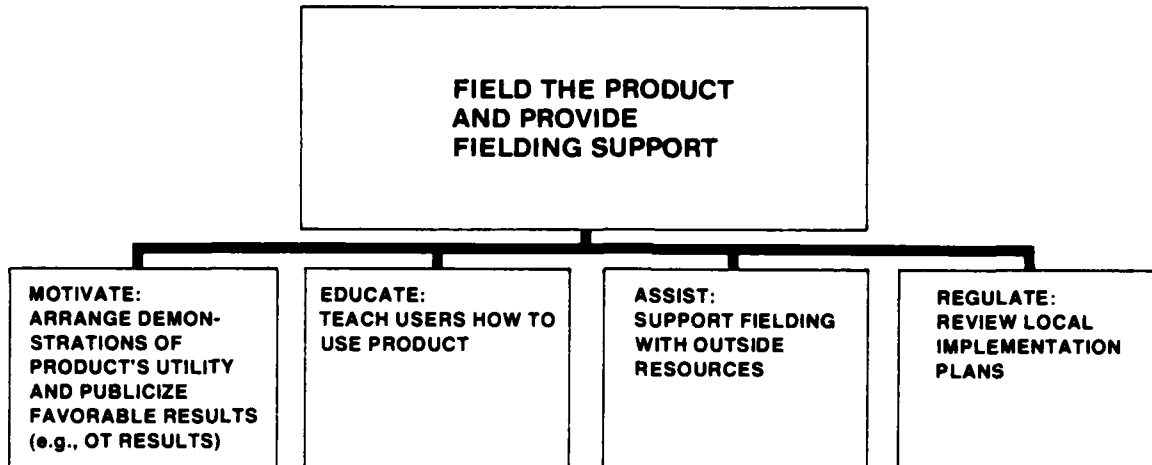 FIELD THE PRODUCT
AND PROVIDE
FIELDING SUPPORT
MOTIVATE:
ARRANGE DEMON-
STRATIONS OF
PRODUCT'S UTILITY
AND PUBLICIZE
FAVORABLE RESULTS
(e.g., OT RESULTS)
EDUCATE:
TEACH USERS HOW TO
USE PRODUCT
ASSIST:
SUPPORT FIELDING
WITH OUTSIDE
RESOURCES
REGULATE:
REVIEW LOCAL
IMPLEMENTATION
PLANS